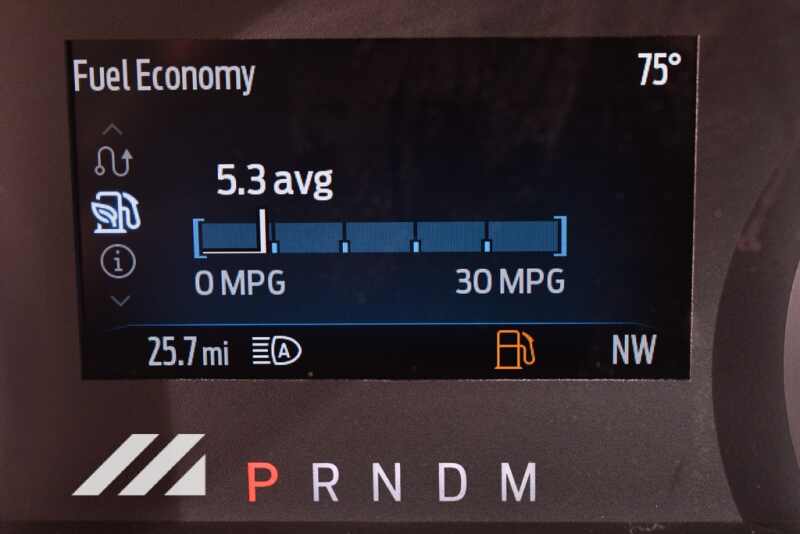 Fuel Economy 75°
5.3 avg
0 MPG 30 MPG
25.7 mi A NW
P R N D M